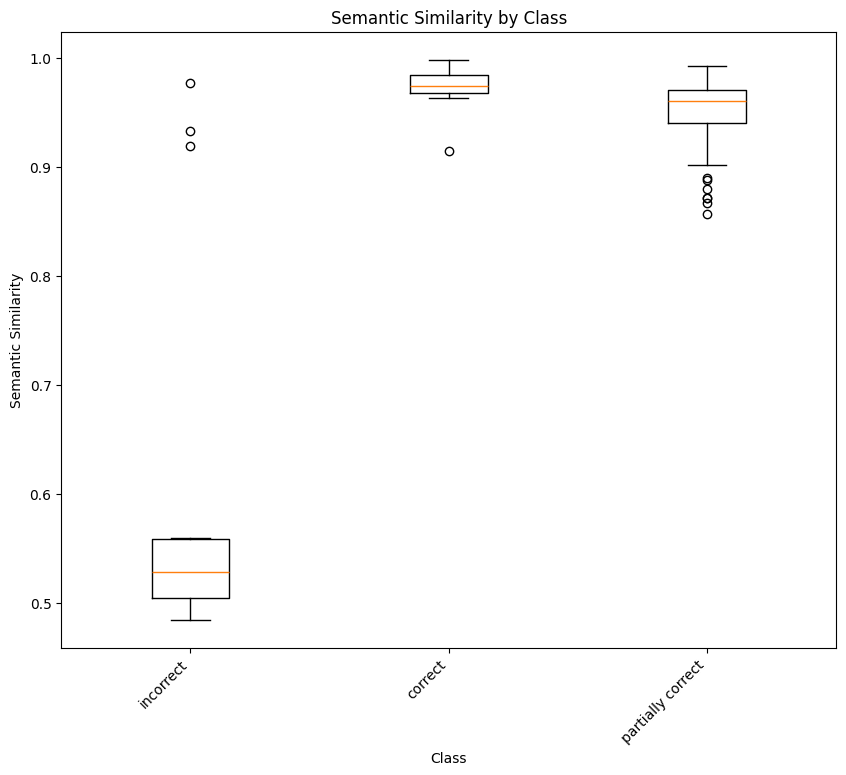 Semantic Similarity by Class
Semantic Similarity
1.0
0.9
0.8
0.7
0.6
0.5
incorrect
correct
partially correct
Class